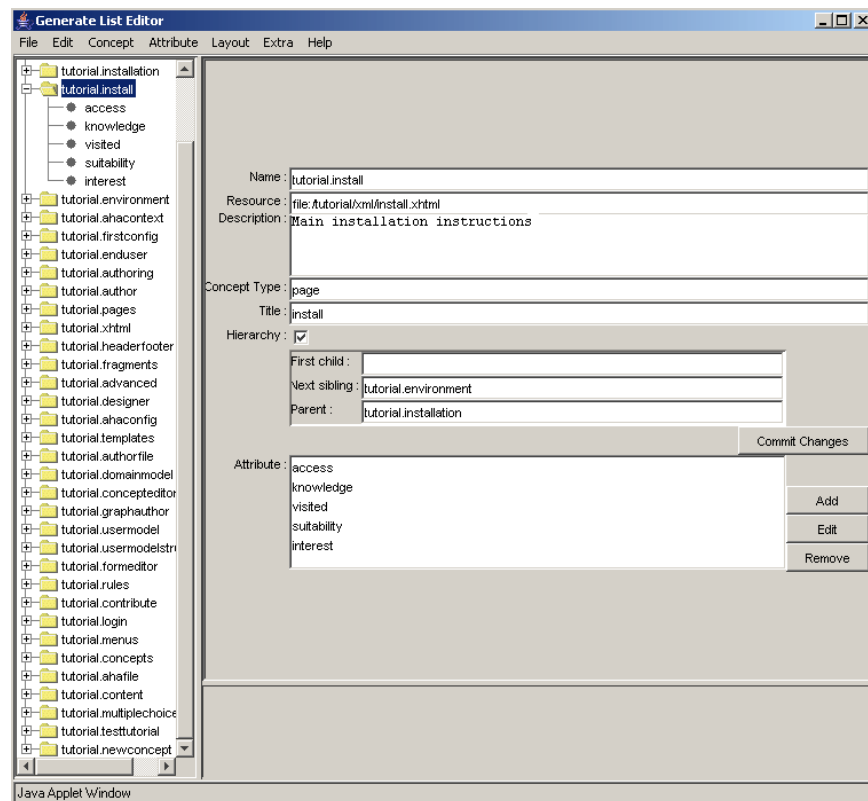 Generate List Editor
File Edit Concept Attribute Layout Extra Help
tutorial.installation
tutorial.install
access
knowledge
visited
suitability
interest
tutorial.environment
tutorial.ahacontext
tutorial.firstconfig
tutorial.enduser
tutorial.authoring
tutorial.author
tutorial.pages
tutorial.xhtml
tutorial.headerfooter
tutorial.fragments
tutorial.advanced
tutorial.designer
tutorial.ahaconfig
tutorial.templates
tutorial.authorfile
tutorial.domainmodel
tutorial.concepteditor
tutorial.graphauthor
tutorial.usermodel
tutorial.usermodelstru
tutorial.formeditor
tutorial.rules
tutorial.contribute
tutorial.login
tutorial.menus
tutorial.concepts
tutorial.ahafile
tutorial.content
tutorial.multiplechoice
tutorial.testtutorial
tutorial.newconcept
Name : tutorial.install
Resource : file:/tutorial/xml/install.xhtml
Description : Main installation instructions
Concept Type : page
Title : install
Hierarchy :
First child :
Next sibling : tutorial.environment
Parent : tutorial.installation
Commit Changes
Attribute : access
knowledge
visited
suitability
interest
Add
Edit
Remove
Java Applet Window